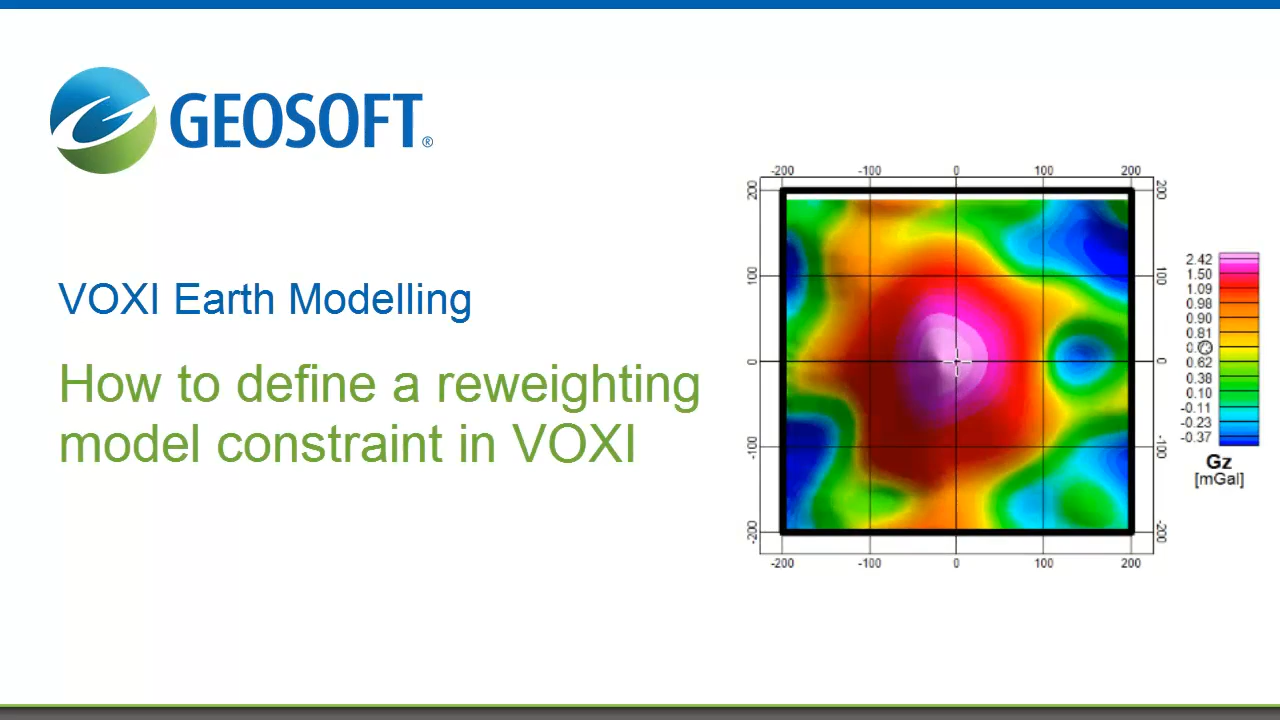 GEOSOFT®
VOXI Earth Modelling
How to define a reweighting
model constraint in VOXI
-200 -100 0 100 200
200 200
100 100
0 0
-100 -100
-200 -200
-200 -100 0 100 200
2.42
1.50
1.09
0.98
0.90
0.81
0.62
0.38
0.10
-0.11
-0.23
-0.37
Gz
[mGal]